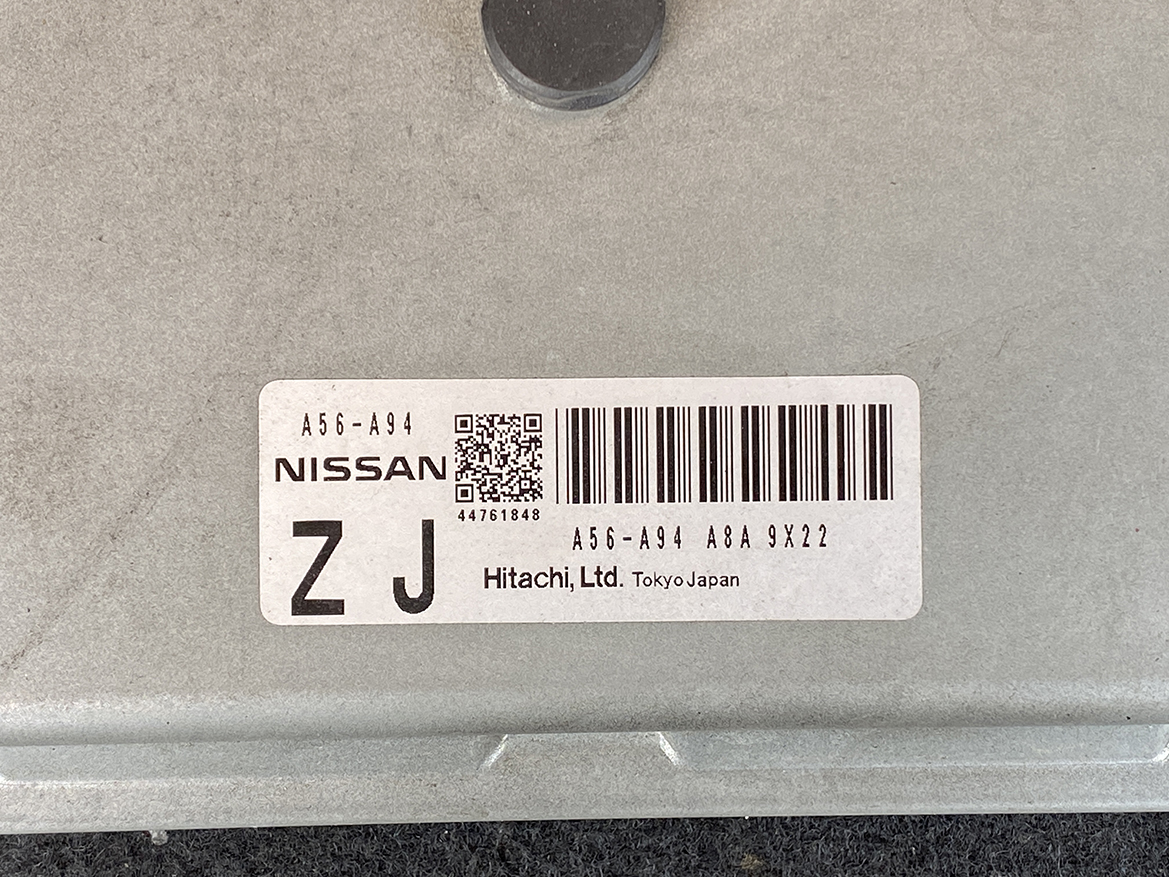 A56-A94
NISSAN
44761848
Z J
A56-A94 A8A 9X22
Hitachi, Ltd. Tokyo Japan